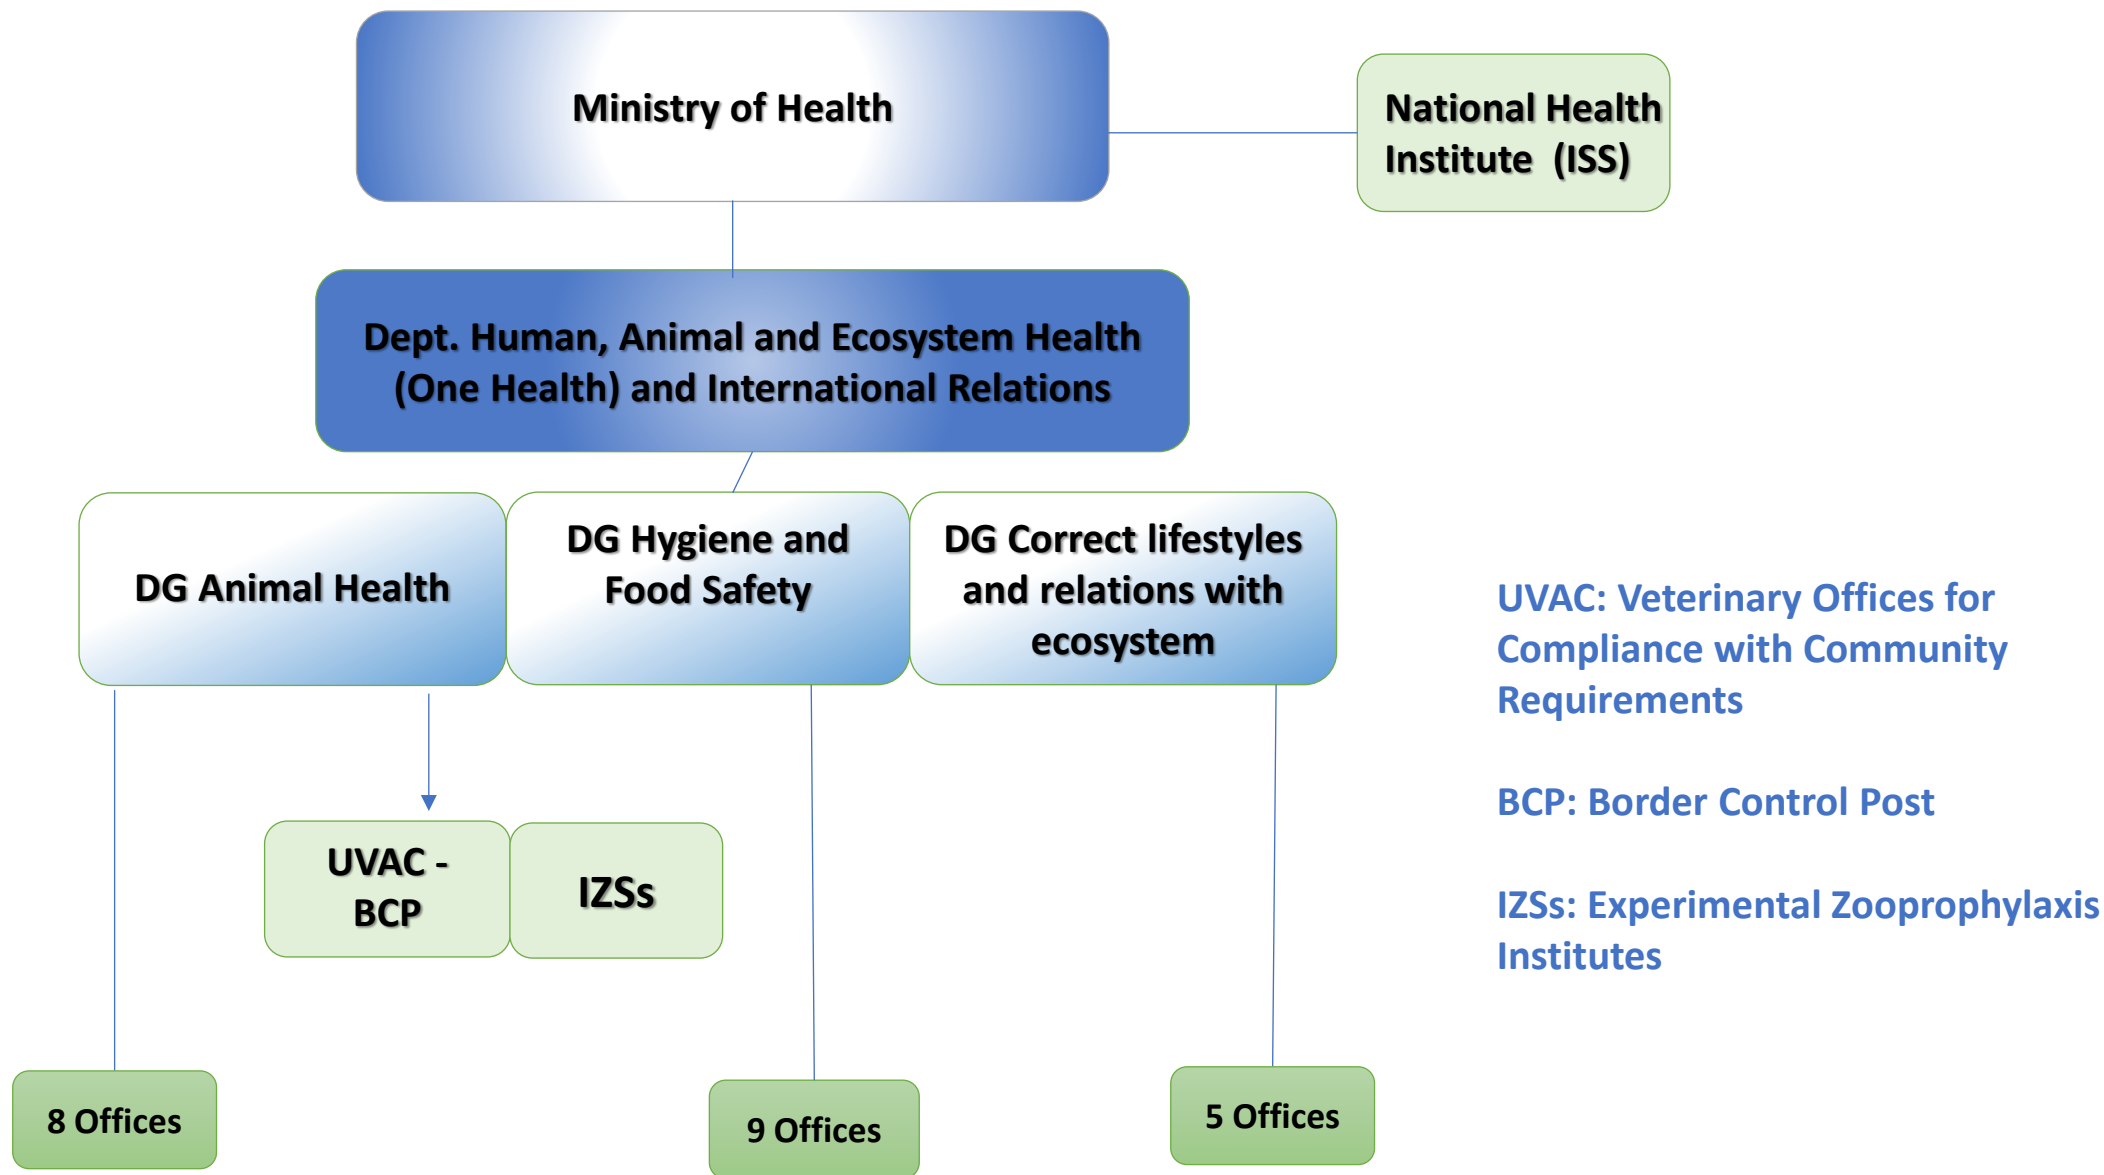 Ministry of Health
National Health
Institute (ISS)
Dept. Human, Animal and Ecosystem Health
(One Health) and International Relations
DG Animal Health
DG Hygiene and
Food Safety
DG Correct lifestyles
and relations with
ecosystem
UVAC: Veterinary Offices for
Compliance with Community
Requirements
BCP: Border Control Post
IZSs: Experimental Zooprophylaxis
Institutes
UVAC -
BCP
IZSs
8 Offices
9 Offices
5 Offices